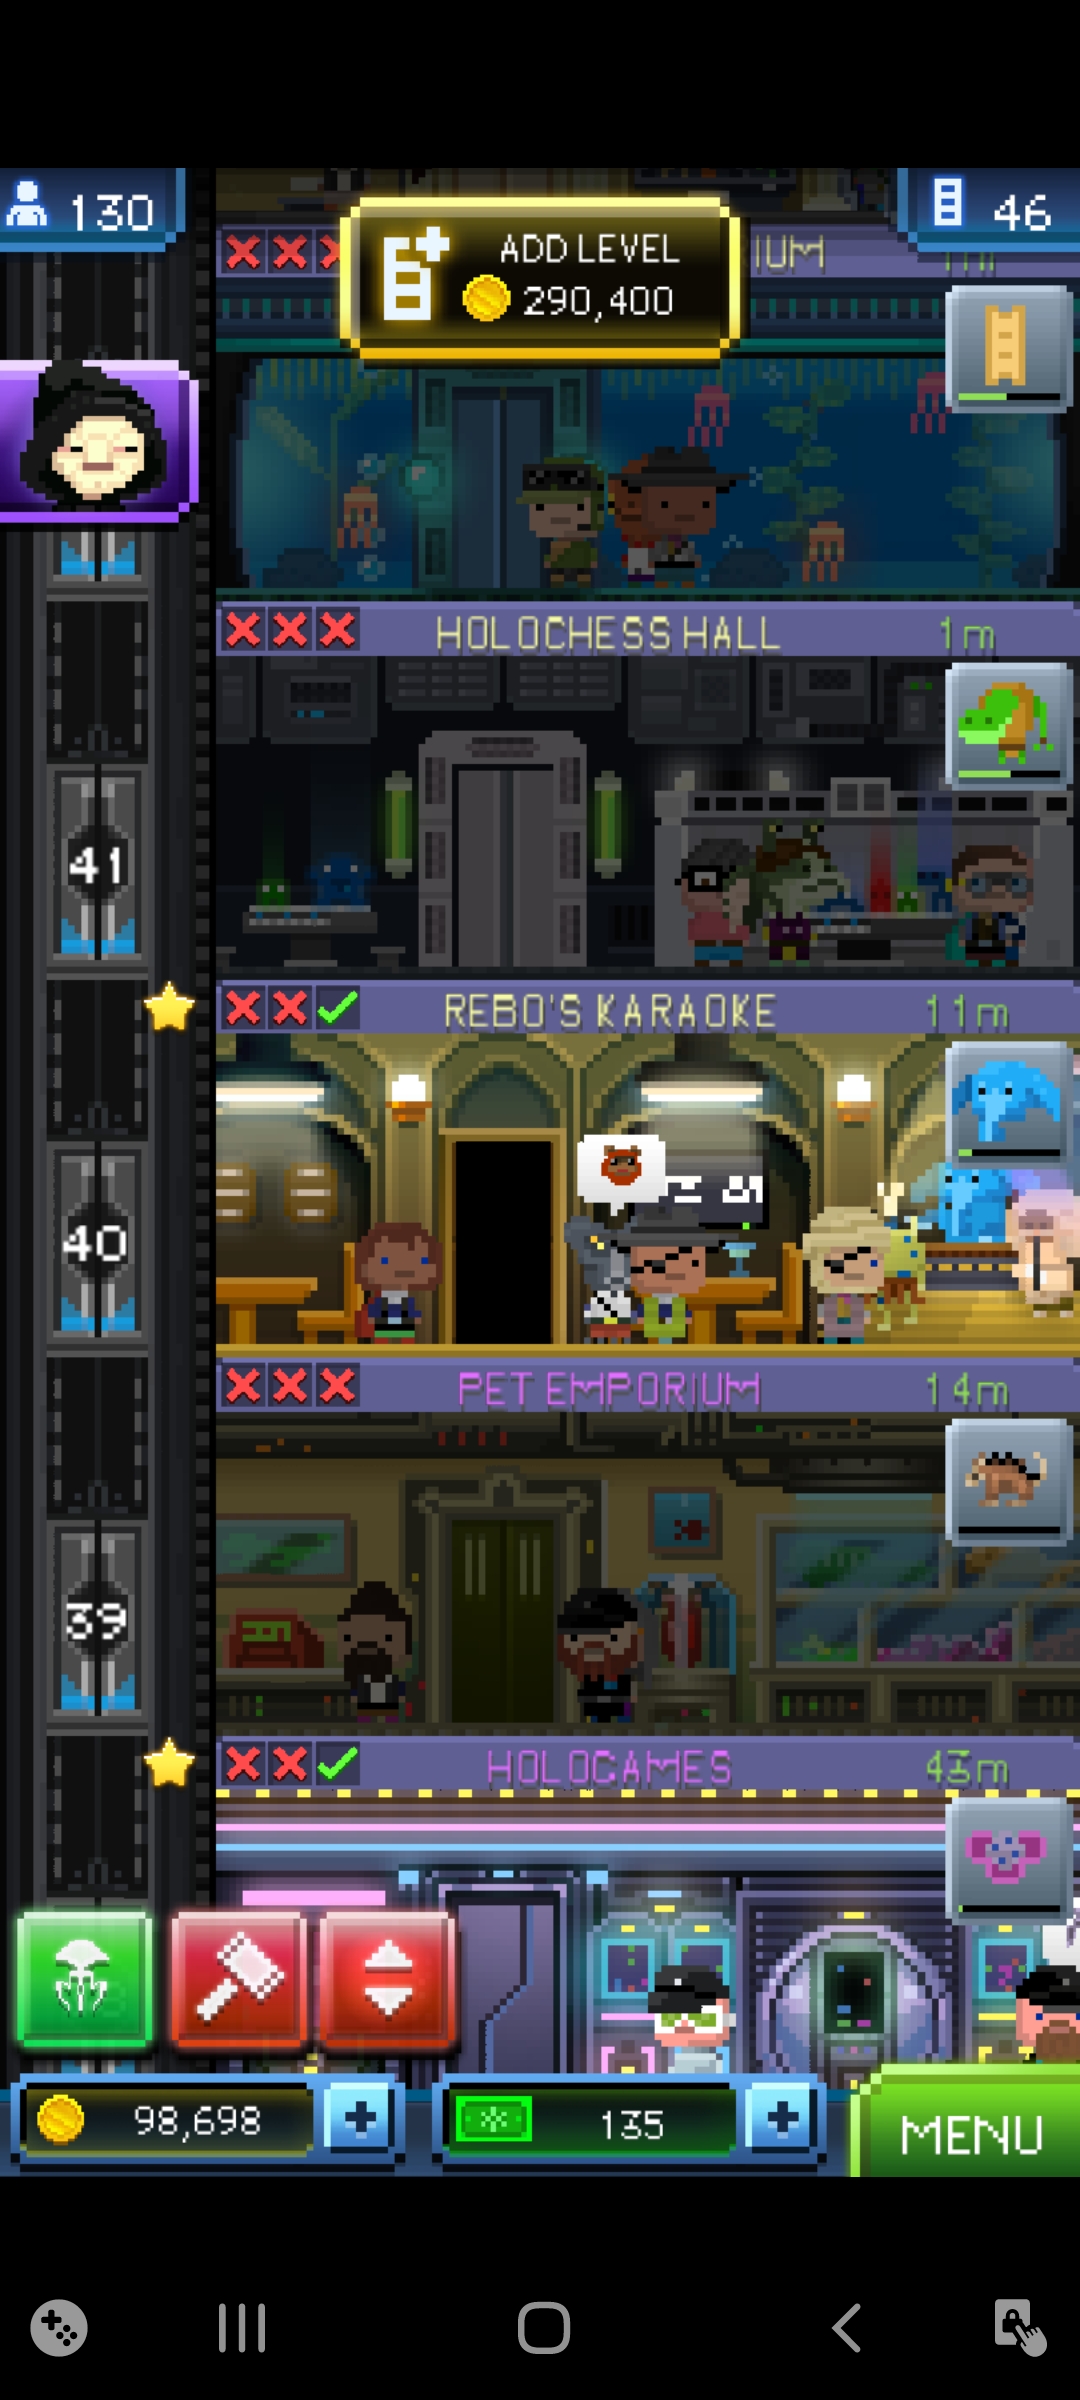 130
ADD LEVEL
290,400
46
IUM
HOLOCHESS HALL 1m
41
REBO'S KARAOKE 11m
40
PET EMPORIUM 14m
39
HOLOGAMES 43m
98,698
135
MENU